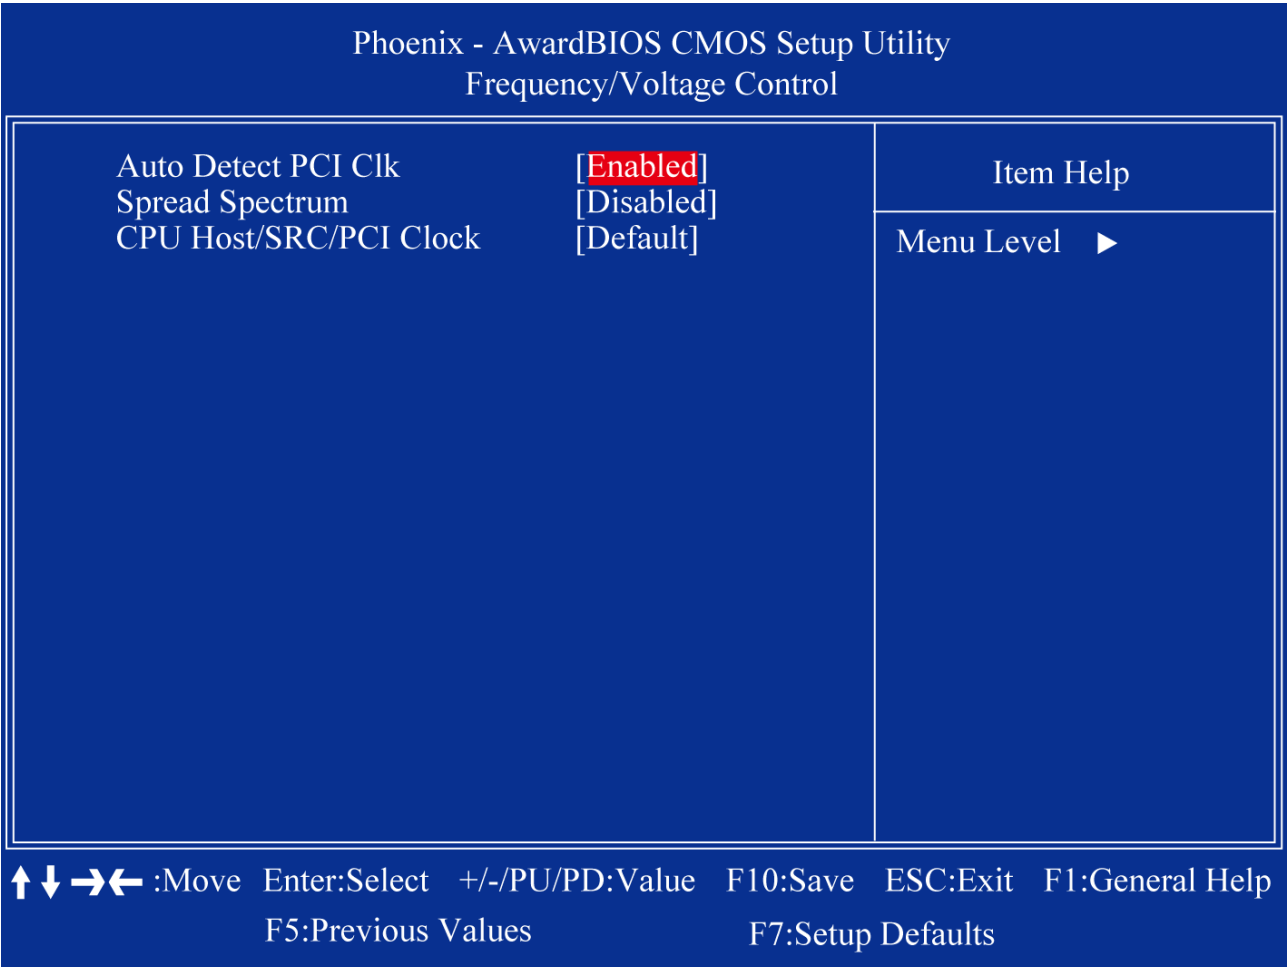 Phoenix - AwardBIOS CMOS Setup Utility
Frequency/Voltage Control
Auto Detect PCI Clk [Enabled]
Spread Spectrum [Disabled]
CPU Host/SRC/PCI Clock [Default]
Item Help
Menu Level ▶
↑ ↓ → ← :Move Enter:Select +/-/PU/PD:Value F10:Save ESC:Exit F1:General Help
F5:Previous Values F7:Setup Defaults